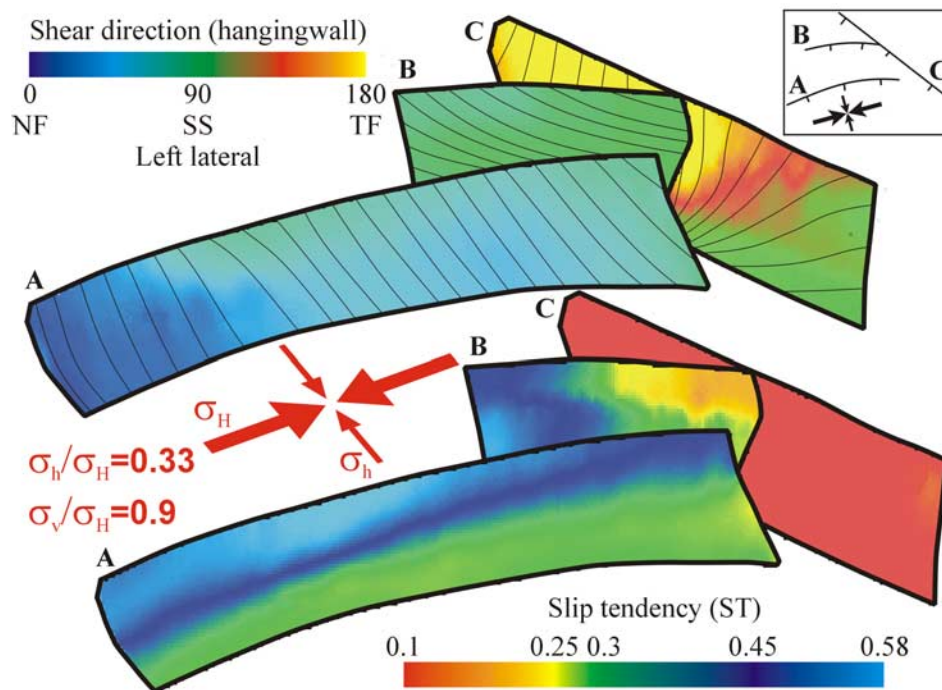 Shear direction (hangingwall)
0 90 180
NF SS TF
Left lateral
A
B
C
B
A
C
σH
σh
σh/σH=0.33
σv/σH=0.9
A
B
C
Slip tendency (ST)
0.1 0.25 0.3 0.45 0.58